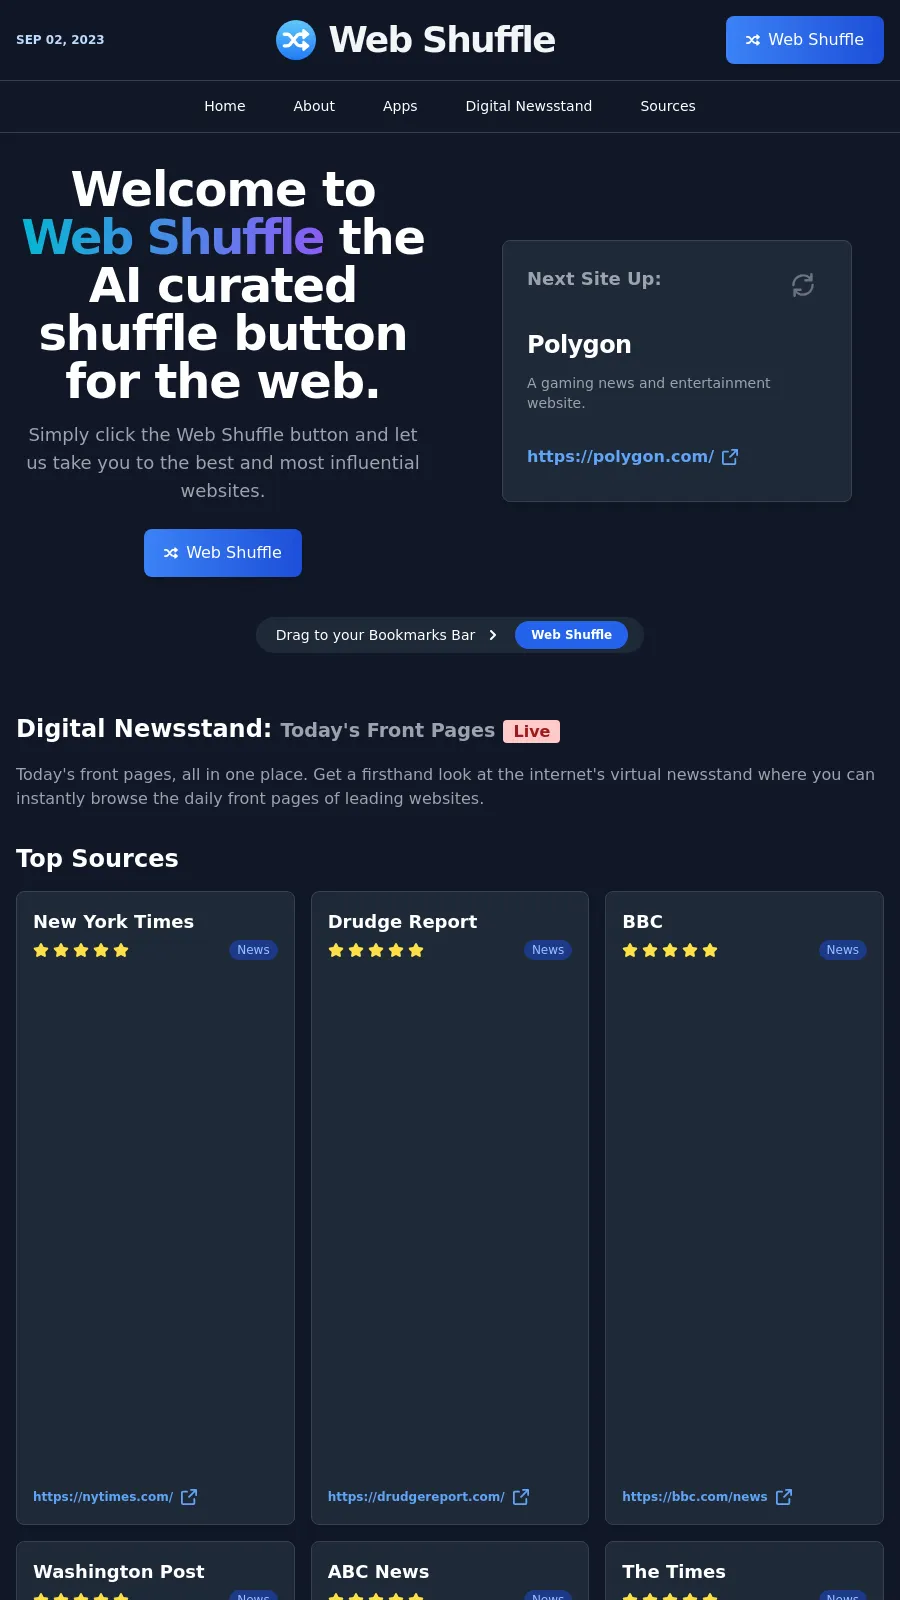 SEP 02, 2023
Web Shuffle
Web Shuffle
Home
About
Apps
Digital Newsstand
Sources
Welcome to
Web Shuffle the
AI curated
shuffle button
for the web.
Simply click the Web Shuffle button and let
us take you to the best and most influential
websites.
Web Shuffle
Next Site Up:
Polygon
A gaming news and entertainment
website.
https://polygon.com/
Drag to your Bookmarks Bar
Web Shuffle
Digital Newsstand: Today's Front Pages Live
Today's front pages, all in one place. Get a firsthand look at the internet's virtual newsstand where you can
instantly browse the daily front pages of leading websites.
Top Sources
New York Times
News
https://nytimes.com/
Drudge Report
News
https://drudgereport.com/
BBC
News
https://bbc.com/news
Washington Post
News
ABC News
News
The Times
News